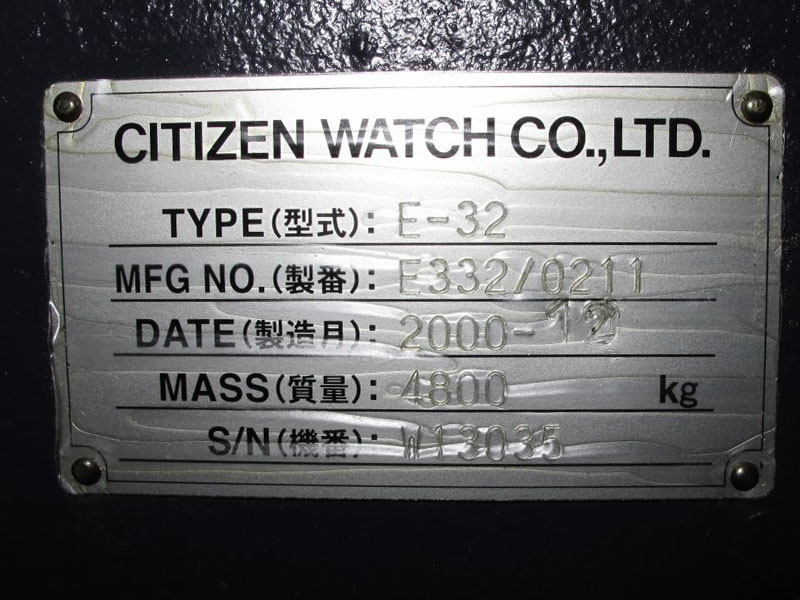 CITIZEN WATCH CO.,LTD.
TYPE(型式): E-32
MFG NO.(製番): E332/0211
DATE(製造月): 2000-12
MASS(質量): 4800 kg
S/N(機番): W13035